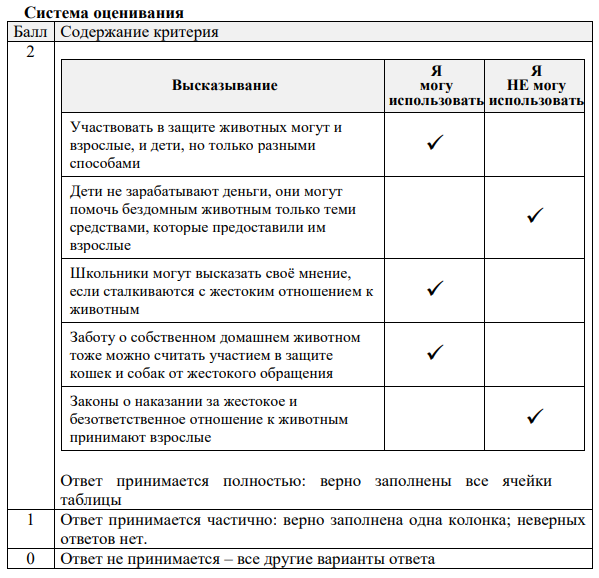 Система оценивания
Балл Содержание критерия
2
Высказывание
Я
могу
использовать
Я
НЕ могу
использовать
Участвовать в защите животных могут и
взрослые, и дети, но только разными
способами
✓
Дети не зарабатывают деньги, они могут
помочь бездомным животным только теми
средствами, которые предоставили им
взрослые
✓
Школьники могут высказать своё мнение,
если сталкиваются с жестоким отношением к
животным
✓
Заботу о собственном домашнем животном
тоже можно считать участием в защите
кошек и собак от жестокого обращения
✓
Законы о наказании за жестокое и
безответственное отношение к животным
принимают взрослые
✓
Ответ принимается полностью: верно заполнены все ячейки
таблицы
1 Ответ принимается частично: верно заполнена одна колонка; неверных
ответов нет.
0 Ответ не принимается – все другие варианты ответа